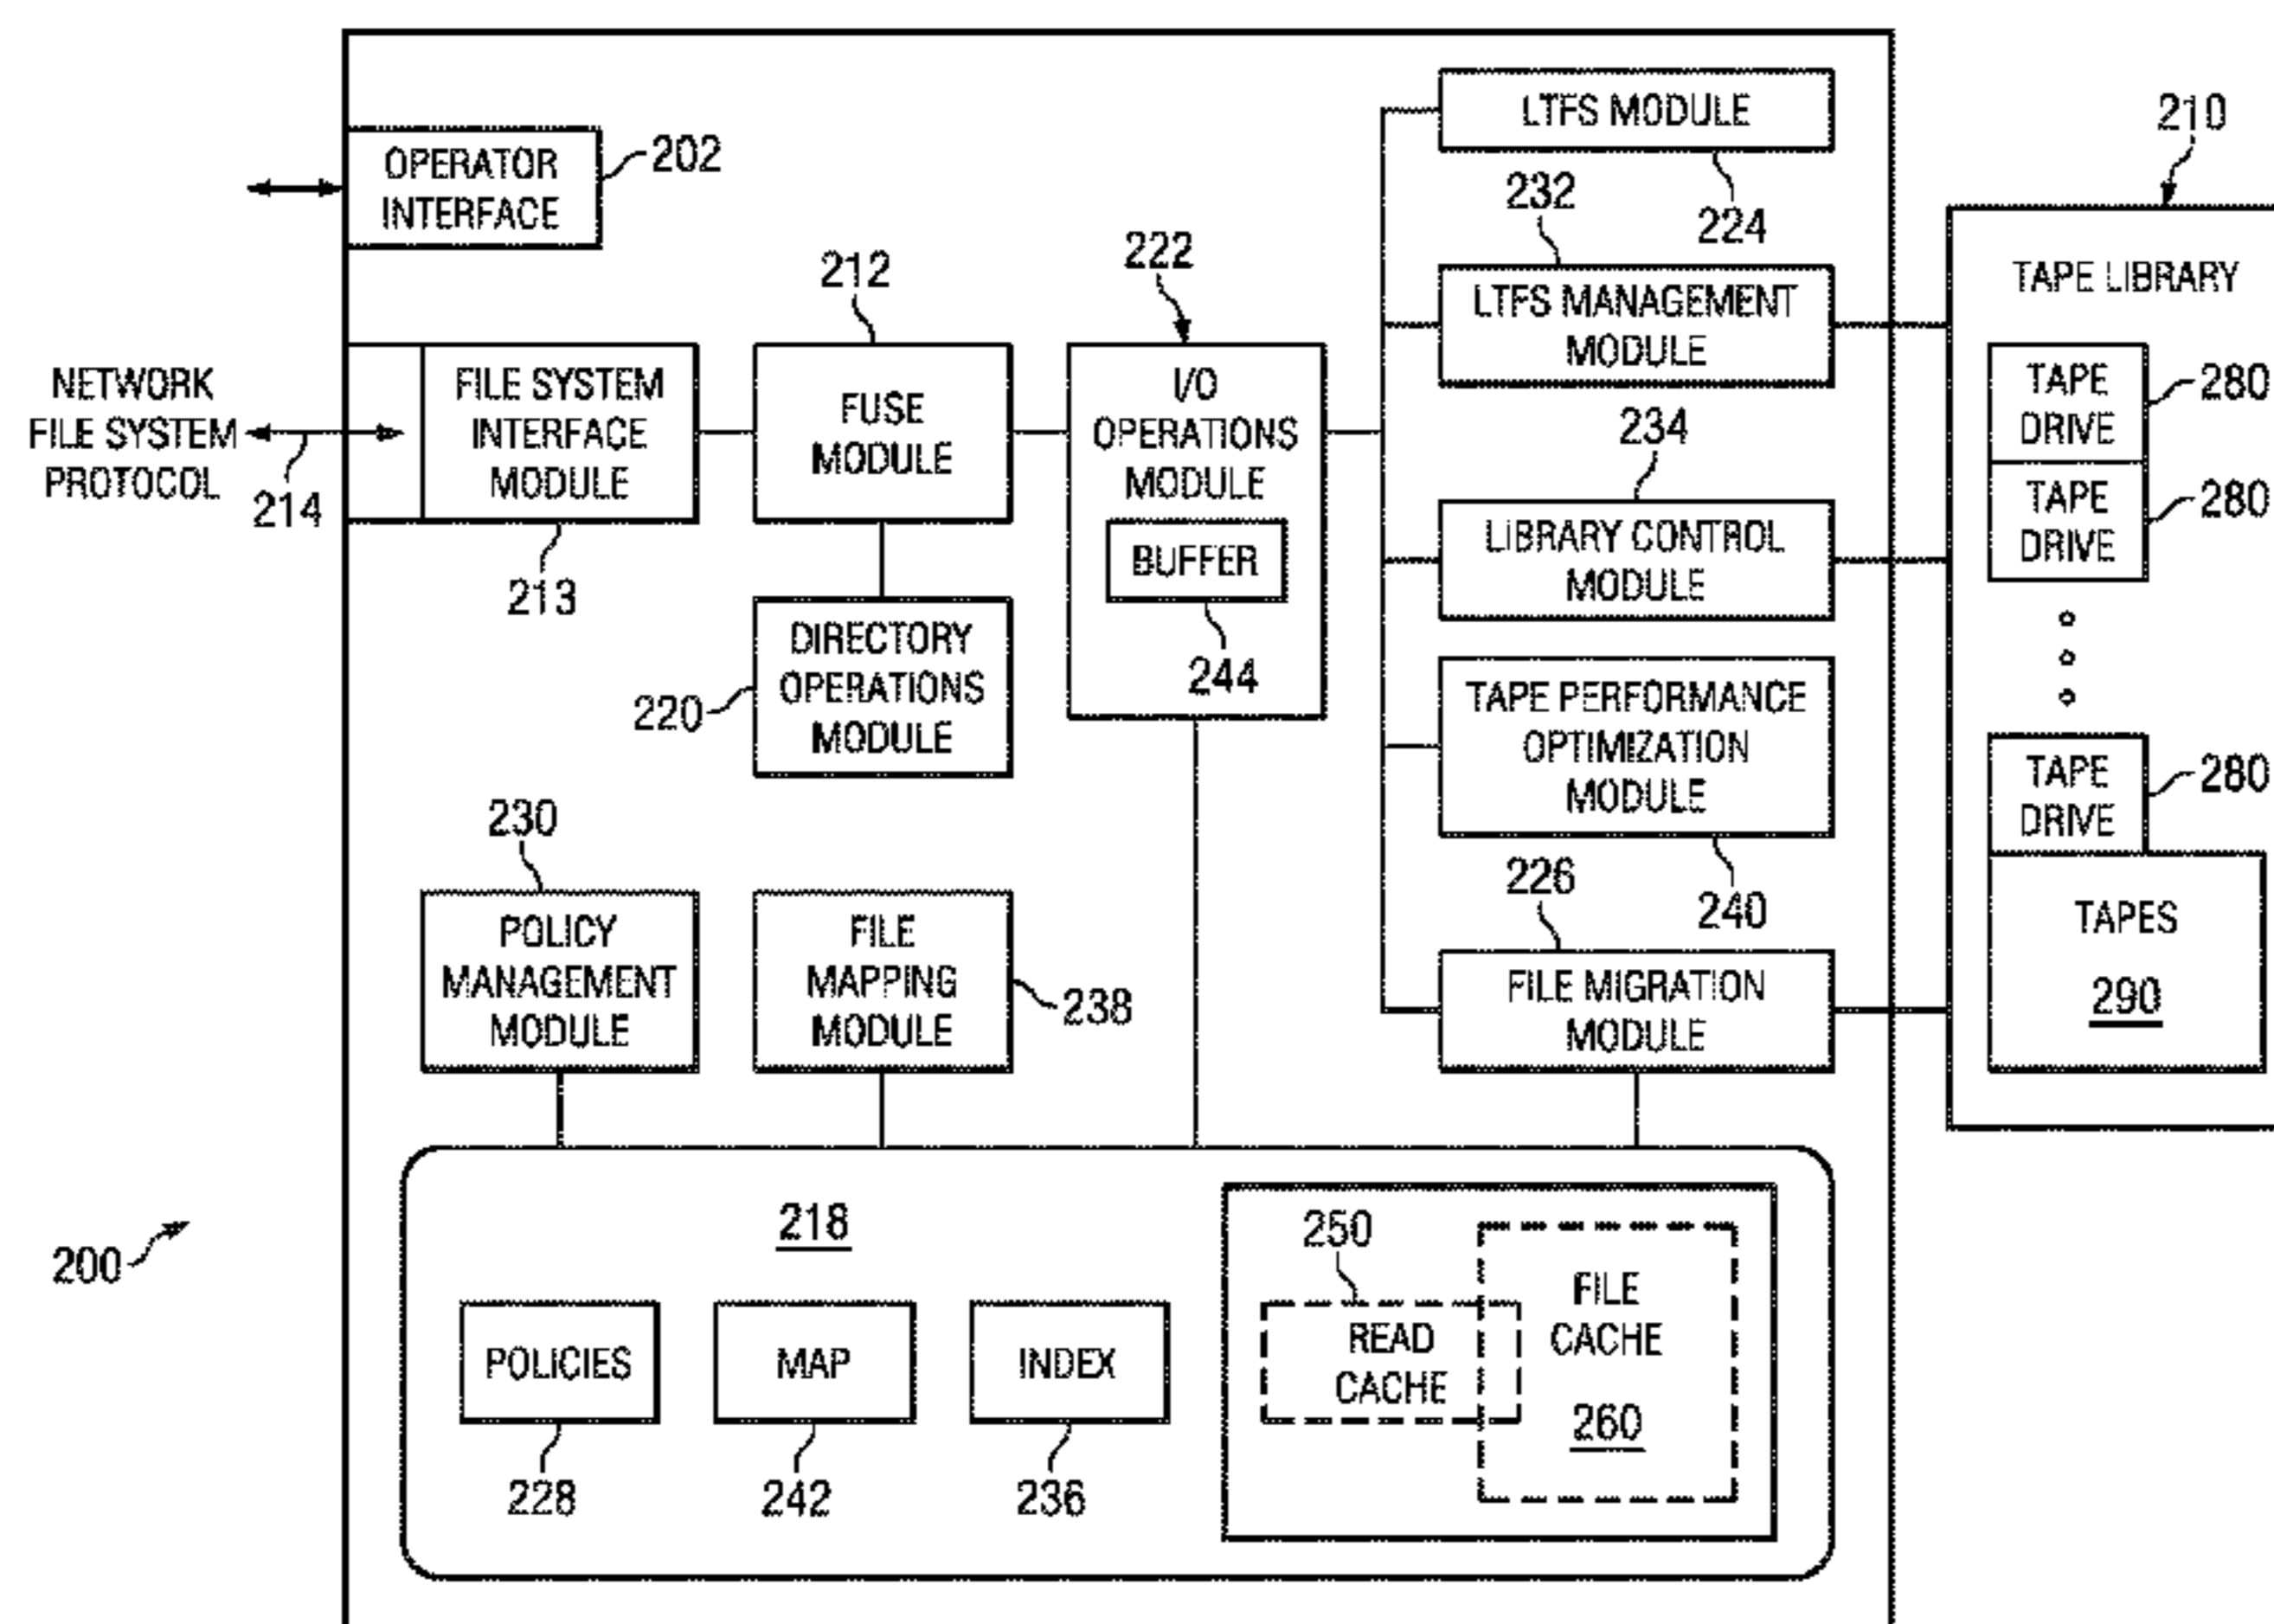 OPERATOR
INTERFACE
202
NETWORK
FILE SYSTEM
PROTOCOL
214
FILE SYSTEM
INTERFACE
MODULE
213
212
FUSE
MODULE
220
DIRECTORY
OPERATIONS
MODULE
222
I/O
OPERATIONS
MODULE
BUFFER
244
LTFS MODULE
224
232
LTFS MANAGEMENT
MODULE
234
LIBRARY CONTROL
MODULE
TAPE PERFORMANCE
OPTIMIZATION
MODULE
240
226
FILE MIGRATION
MODULE
210
TAPE LIBRARY
TAPE
DRIVE
280
TAPE
DRIVE
280
TAPE
DRIVE
280
TAPES
290
230
POLICY
MANAGEMENT
MODULE
FILE
MAPPING
MODULE
238
200
218
POLICIES
228
MAP
242
INDEX
236
250
READ
CACHE
FILE
CACHE
260